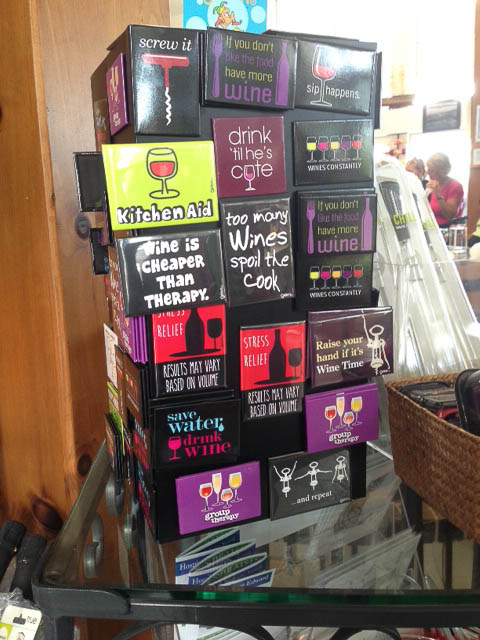 screw it
If you don't
like the food
have more
wine
sip happens.
drink
'til he's
cute
WINES CONSTANTLY
Kitchen Aid
too many
Wines
spoil the
Cook
If you don't
like the food
have more
wine
Wine is
CHEAPER
THAN
THERAPY.
WINES CONSTANTLY
STRESS
RELIEF
RESULTS MAY VARY
BASED ON VOLUME
STRESS
RELIEF
RESULTS MAY VARY
BASED ON VOLUME
Raise your
hand if it's
Wine Time
save
water
drink
wine
group
therapy
group
therapy
...and repeat